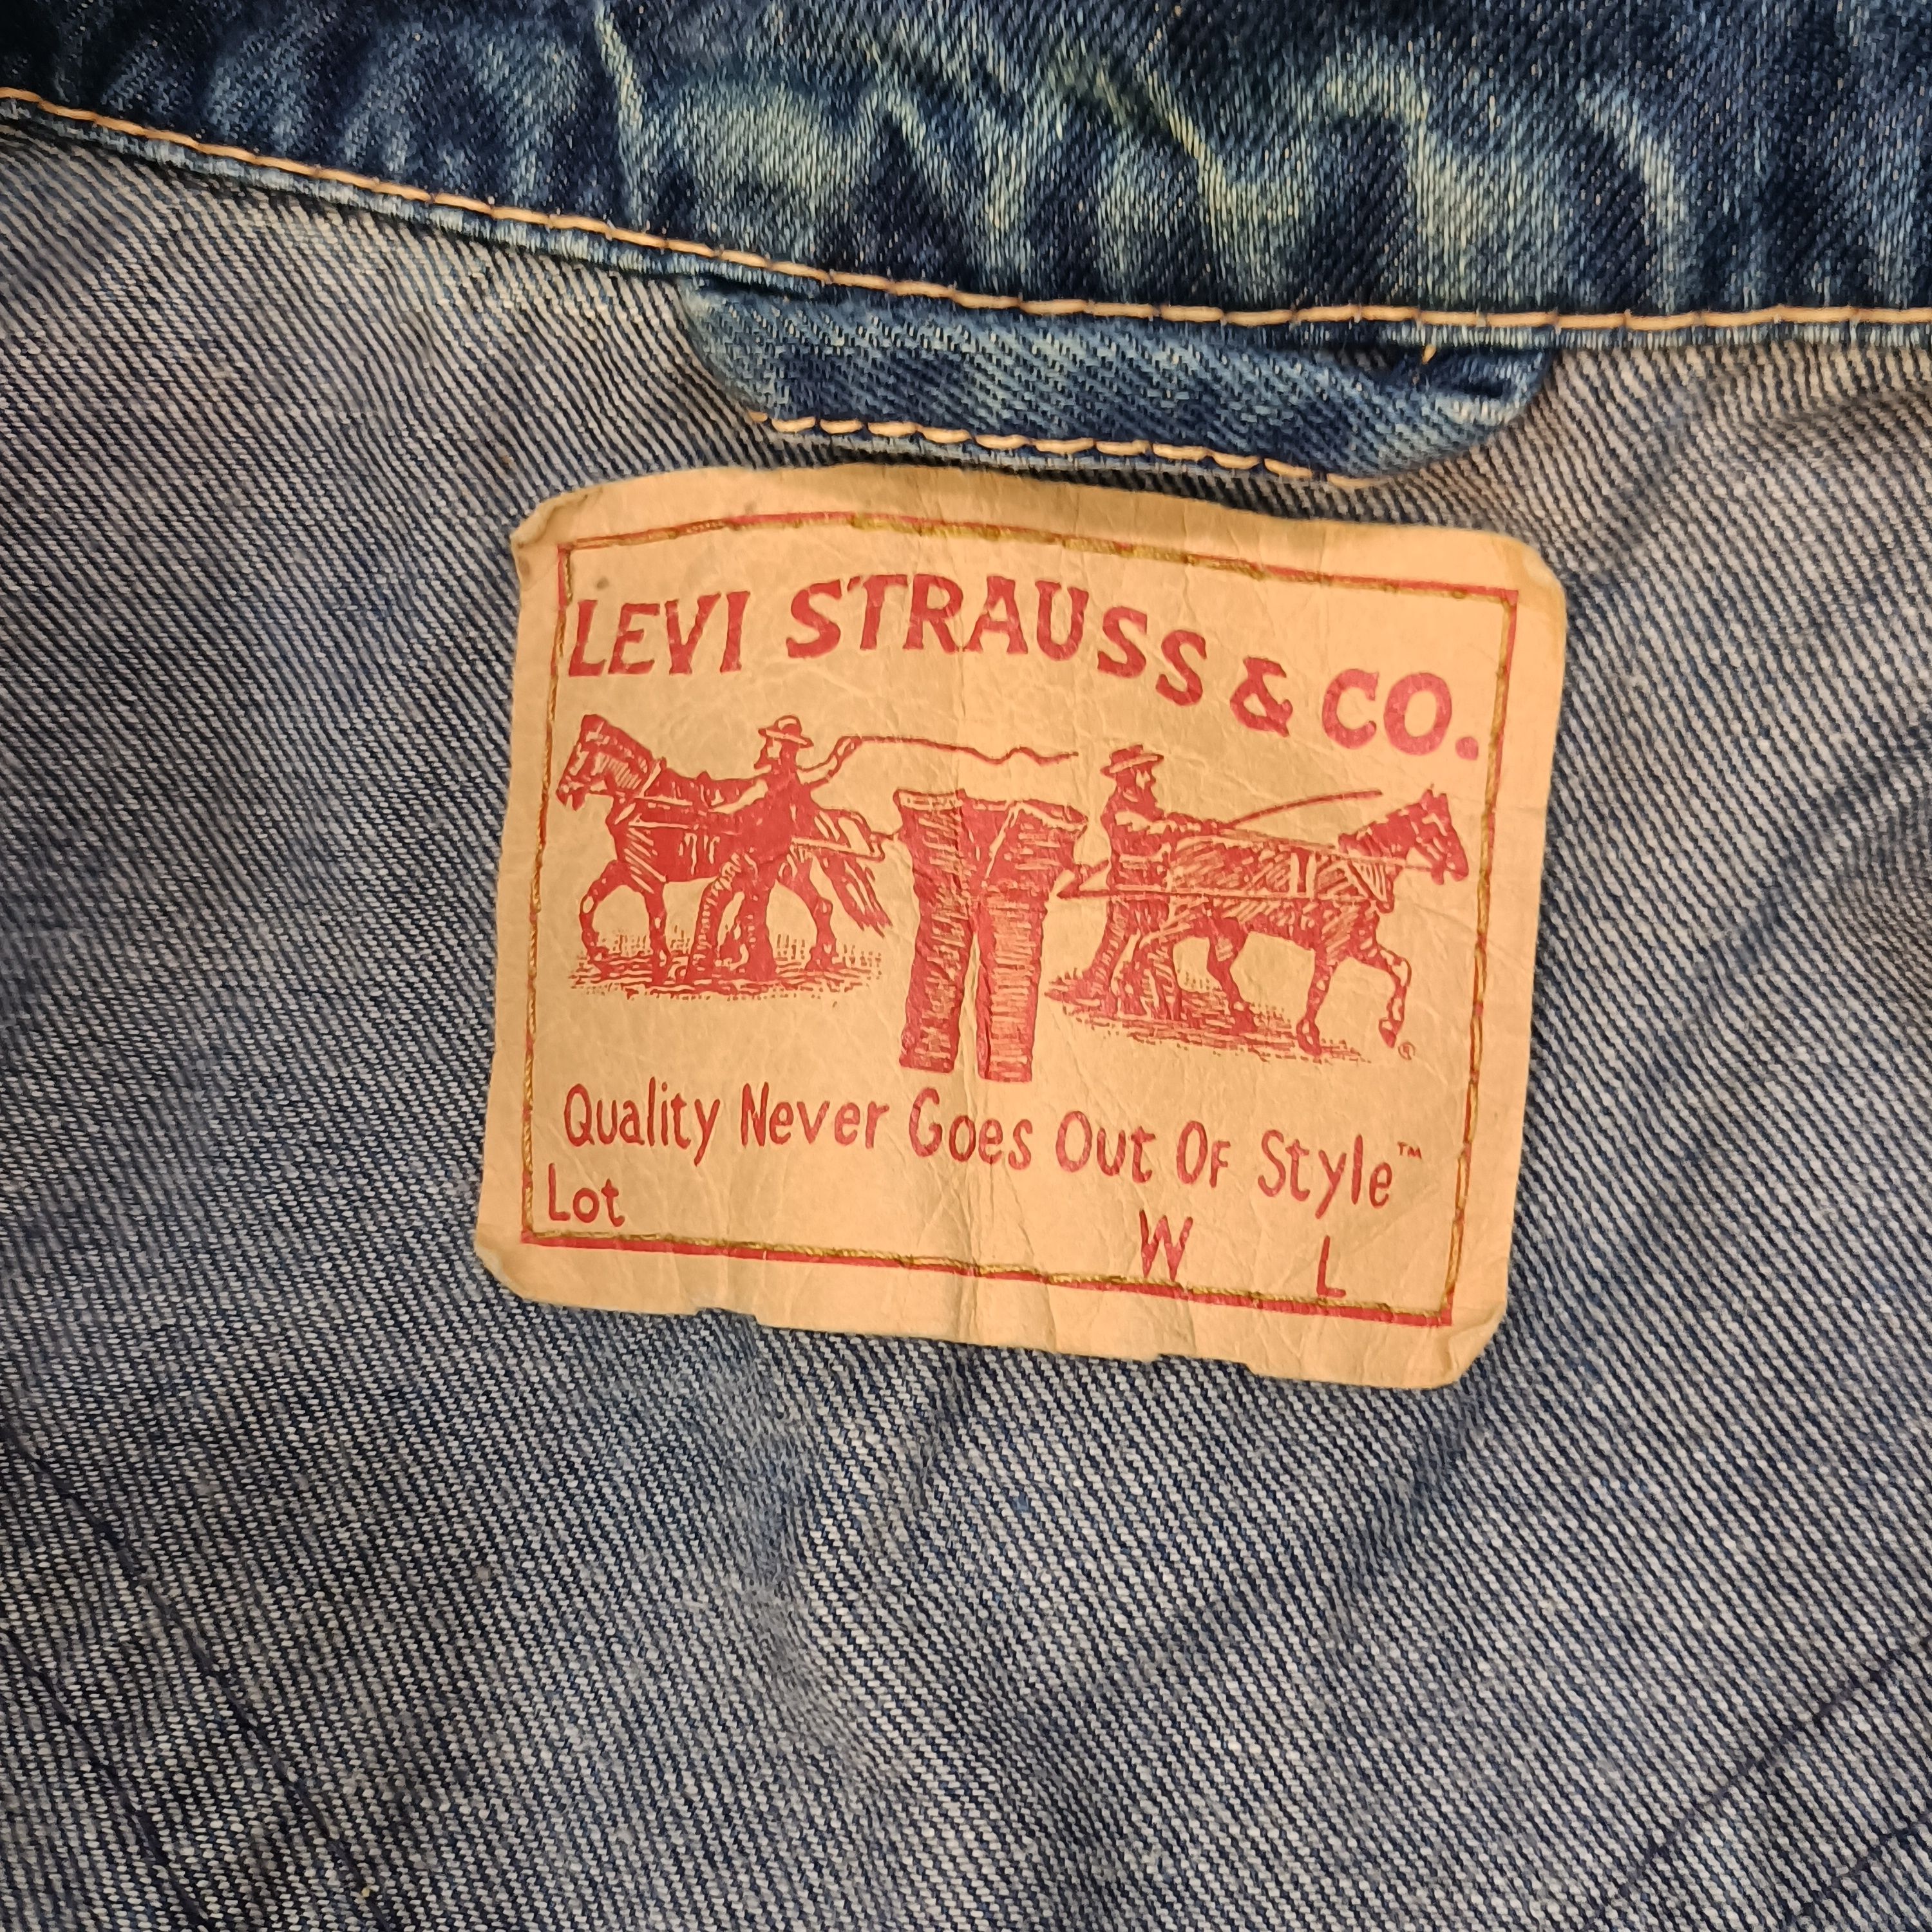 LEVI STRAUSS & CO.
®
Quality Never Goes Out Of Style™
Lot W L